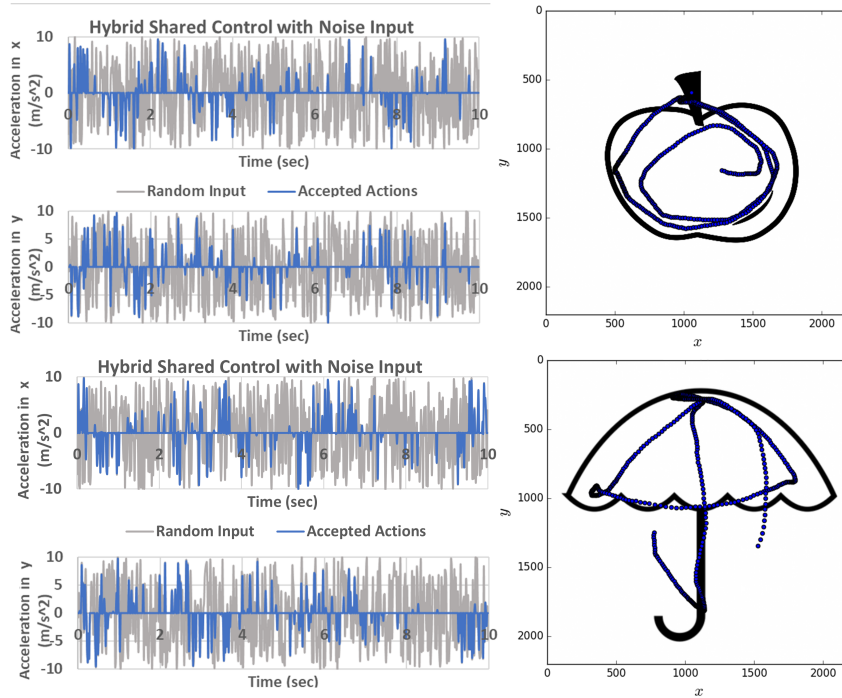 Hybrid Shared Control with Noise Input
Acceleration in x
(m/s^2)
10
0
-10
0
2
4
6
8
10
Time (sec)
Random Input
Accepted Actions
Acceleration in y
(m/s^2)
10
5
0
-5
-10
0
2
4
6
8
10
Time (sec)
0
500
1000
1500
2000
y
0
500
1000
1500
2000
x
Hybrid Shared Control with Noise Input
Acceleration in x
(m/s^2)
10
0
-10
0
2
4
6
8
10
Time (sec)
Random Input
Accepted Actions
Acceleration in y
(m/s^2)
10
5
0
-5
-10
0
2
4
6
8
10
Time (sec)
0
500
1000
1500
2000
y
0
500
1000
1500
2000
x